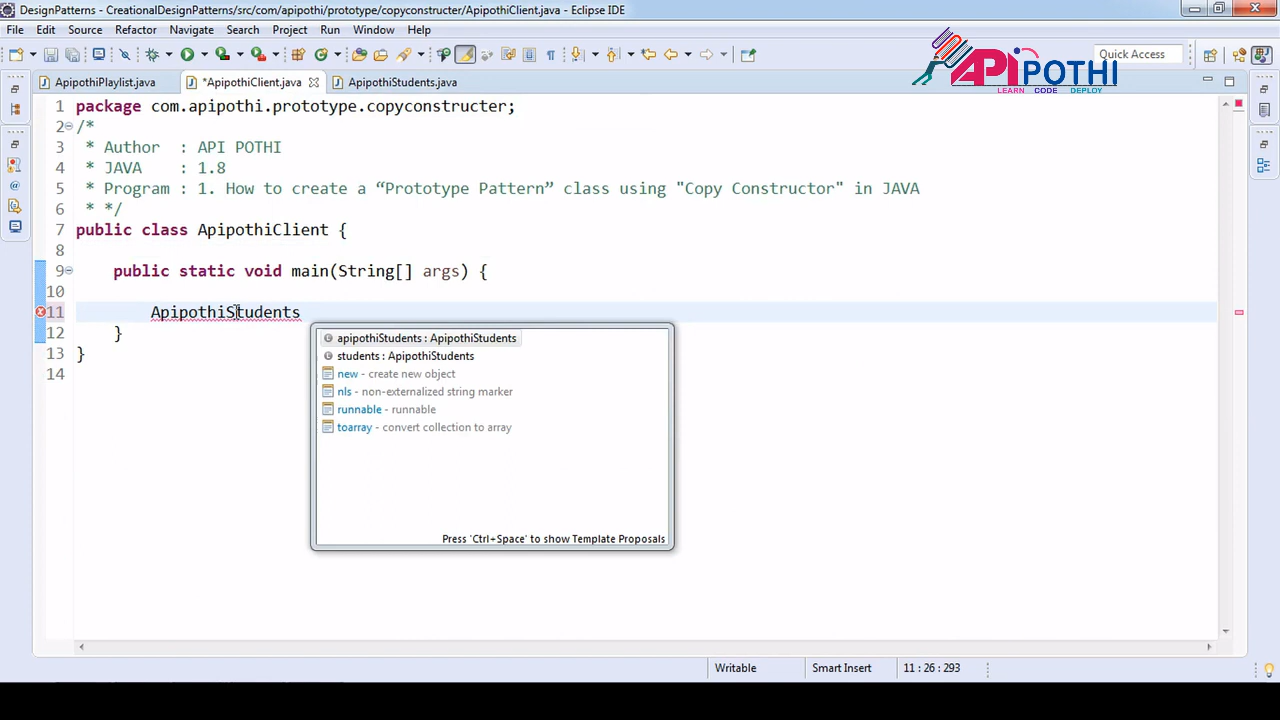 DesignPatterns - CreationalDesignPatterns/src/com/apipothi/prototype/copyconstructer/ApipothiClient.java - Eclipse IDE
File Edit Source Refactor Navigate Search Project Run Window Help
Quick Access
APIPOTHI
LEARN CODE DEPLOY
ApipothiPlaylist.java *ApipothiClient.java ApipothiStudents.java
1 package com.apipothi.prototype.copyconstructer;
2 /*
3 * Author : API POTHI
4 * JAVA : 1.8
5 * Program : 1. How to create a “Prototype Pattern” class using "Copy Constructor" in JAVA
6 * */
7 public class ApipothiClient {
8
9 public static void main(String[] args) {
10
11 ApipothiStudents
12 }
13 }
14
apipothiStudents : ApipothiStudents
students : ApipothiStudents
new - create new object
nls - non-externalized string marker
runnable - runnable
toarray - convert collection to array
Press 'Ctrl+Space' to show Template Proposals
Writable Smart Insert 11 : 26 : 293